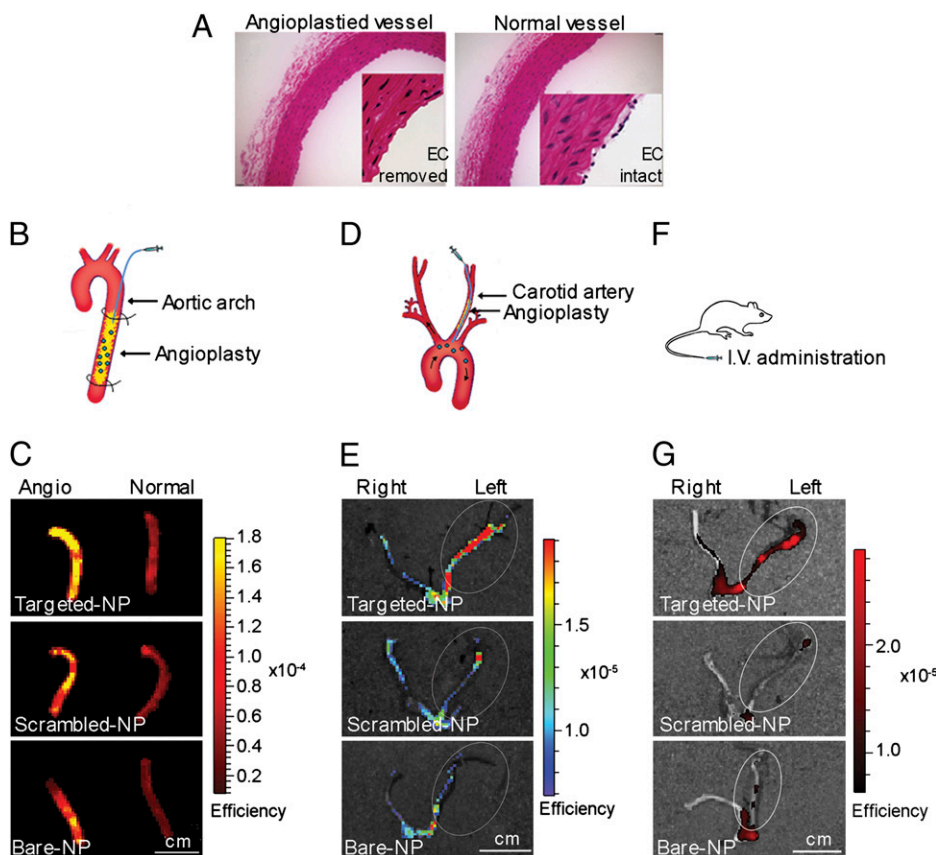 A
Angioplastied vessel
Normal vessel
EC
removed
EC
intact
B
Aortic arch
Angioplasty
D
Carotid artery
Angioplasty
F
I.V. administration
C
Angio
Normal
Targeted-NP
Scrambled-NP
Bare-NP
cm
1.8
1.6
1.4
1.2
1.0
0.8
0.6
0.4
0.2
x10⁻⁴
Efficiency
E
Right
Left
Targeted-NP
Scrambled-NP
Bare-NP
cm
1.5
x10⁻⁵
1.0
Efficiency
G
Right
Left
Targeted-NP
Scrambled-NP
Bare-NP
cm
2.0
x10⁻⁵
1.0
Efficiency